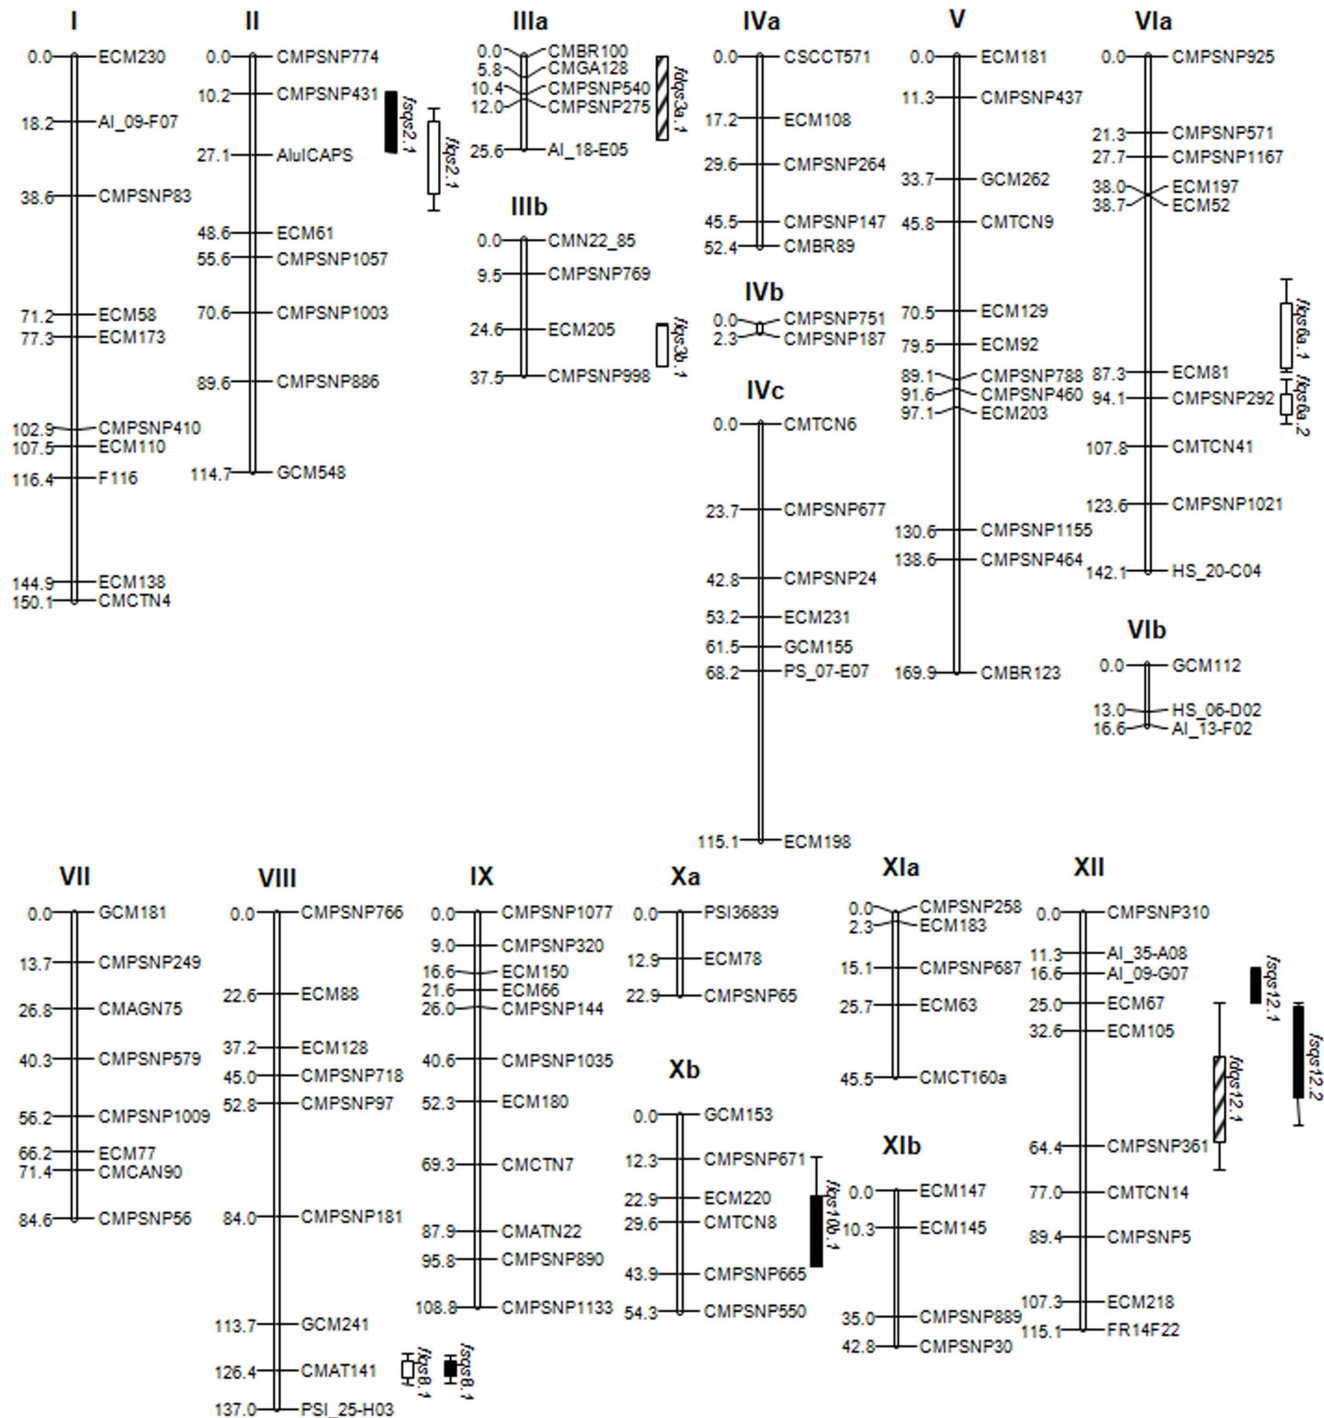 I
0.0 ECM230
18.2 AI_09-F07
38.6 CMPSNP83
71.2 ECM58
77.3 ECM173
102.9 CMPSNP410
107.5 ECM110
116.4 F116
144.9 ECM138
150.1 CMCTN4
II
0.0 CMPSNP774
10.2 CMPSNP431
27.1 AluICAPS
48.6 ECM61
55.6 CMPSNP1057
70.6 CMPSNP1003
89.6 CMPSNP886
114.7 GCM548
fsqs2.1
flqs2.1
IIIa
0.0 CMBR100
5.8 CMGA128
10.4 CMPSNP540
12.0 CMPSNP275
25.6 AI_18-E05
fdqs3a.1
IIIb
0.0 CMN22_85
9.5 CMPSNP769
24.6 ECM205
37.5 CMPSNP998
flqs3b.1
IVa
0.0 CSCCT571
17.2 ECM108
29.6 CMPSNP264
45.5 CMPSNP147
52.4 CMBR89
IVb
0.0 CMPSNP751
2.3 CMPSNP187
IVc
0.0 CMTCN6
23.7 CMPSNP677
42.8 CMPSNP24
53.2 ECM231
61.5 GCM155
68.2 PS_07-E07
115.1 ECM198
V
0.0 ECM181
11.3 CMPSNP437
33.7 GCM262
45.8 CMTCN9
70.5 ECM129
79.5 ECM92
89.1 CMPSNP788
91.6 CMPSNP460
97.1 ECM203
130.6 CMPSNP1155
138.6 CMPSNP464
169.9 CMBR123
VIa
0.0 CMPSNP925
21.3 CMPSNP571
27.7 CMPSNP1167
38.0 ECM197
38.7 ECM52
87.3 ECM81
94.1 CMPSNP292
107.8 CMTCN41
123.6 CMPSNP1021
142.1 HS_20-C04
flqs6a.1
flqs6a.2
VIb
0.0 GCM112
13.0 HS_06-D02
16.6 AI_13-F02
VII
0.0 GCM181
13.7 CMPSNP249
26.8 CMAGN75
40.3 CMPSNP579
56.2 CMPSNP1009
66.2 ECM77
71.4 CMCAN90
84.6 CMPSNP56
VIII
0.0 CMPSNP766
22.6 ECM88
37.2 ECM128
45.0 CMPSNP718
52.8 CMPSNP97
84.0 CMPSNP181
113.7 GCM241
126.4 CMAT141
137.0 PSI_25-H03
flqs8.1
fsqs8.1
IX
0.0 CMPSNP1077
9.0 CMPSNP320
16.6 ECM150
21.6 ECM66
26.0 CMPSNP144
40.6 CMPSNP1035
52.3 ECM180
69.3 CMCTN7
87.9 CMATN22
95.8 CMPSNP890
108.8 CMPSNP1133
Xa
0.0 PSI36839
12.9 ECM78
22.9 CMPSNP65
Xb
0.0 GCM153
12.3 CMPSNP671
22.9 ECM220
29.6 CMTCN8
43.9 CMPSNP665
54.3 CMPSNP550
flqs10b.1
XIa
0.0 CMPSNP258
2.3 ECM183
15.1 CMPSNP687
25.7 ECM63
45.5 CMCT160a
XIb
0.0 ECM147
10.3 ECM145
35.0 CMPSNP889
42.8 CMPSNP30
XII
0.0 CMPSNP310
11.3 AI_35-A08
16.6 AI_09-G07
25.0 ECM67
32.6 ECM105
64.4 CMPSNP361
77.0 CMTCN14
89.4 CMPSNP5
107.3 ECM218
115.1 FR14F22
fdqs12.1
fsqs12.1
fsqs12.2